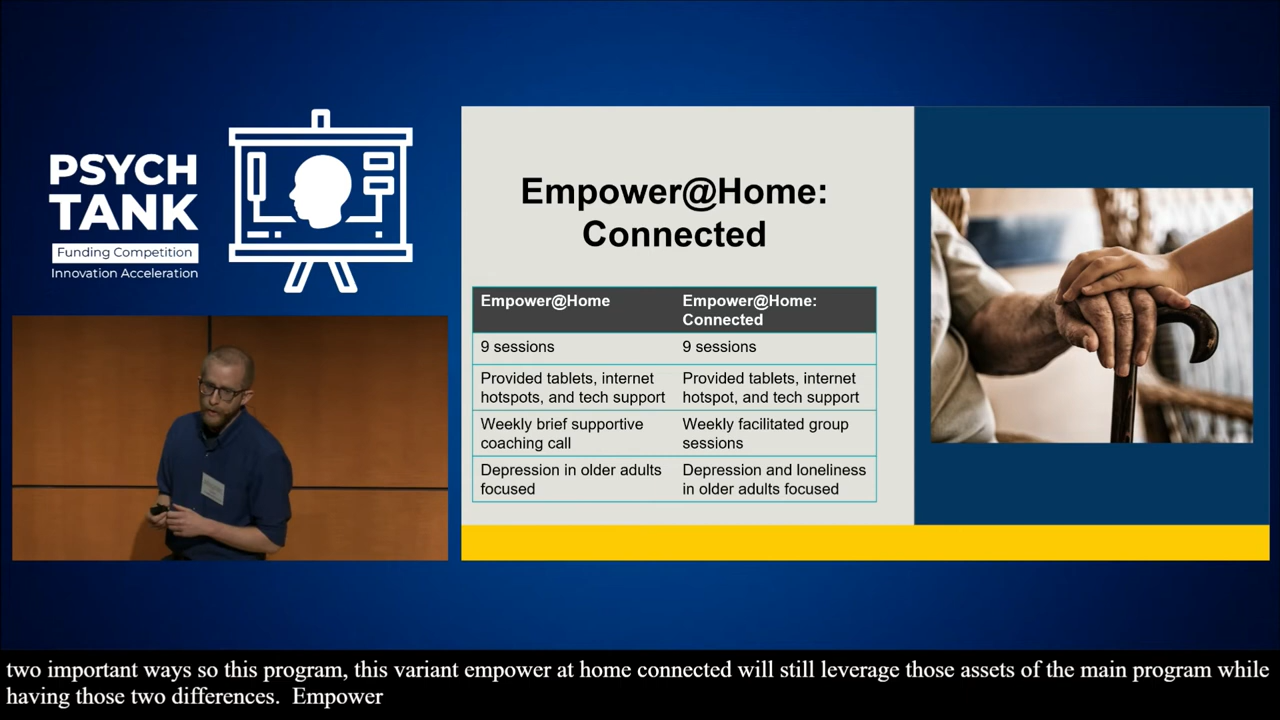 PSYCH
TANK
Funding Competition
Innovation Acceleration
Empower@Home:
Connected
Empower@Home
Empower@Home:
Connected
9 sessions
9 sessions
Provided tablets, internet
hotspots, and tech support
Provided tablets, internet
hotspot, and tech support
Weekly brief supportive
coaching call
Weekly facilitated group
sessions
Depression in older adults
focused
Depression and loneliness
in older adults focused
two important ways so this program, this variant empower at home connected will still leverage those assets of the main program while
having those two differences.  Empower